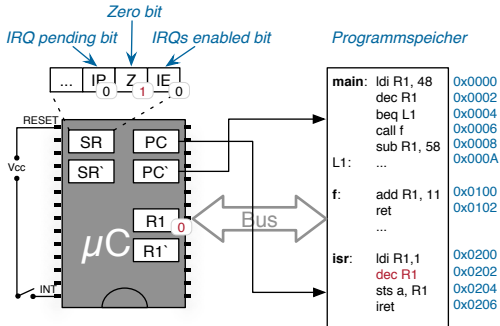 Zero bit
IRQ pending bit IRQs enabled bit Programmspeicher
... IP Z IE
0 1 0
RESET
SR PC
SR` PC`
Vcc
R1 0
R1`
µC
Bus
INT
main: ldi R1, 48 0x0000
dec R1 0x0002
beq L1 0x0004
call f 0x0006
sub R1, 58 0x0008
L1: ... 0x000A
f: add R1, 11 0x0100
ret 0x0102
...
isr: ldi R1,1 0x0200
dec R1 0x0202
sts a, R1 0x0204
iret 0x0206